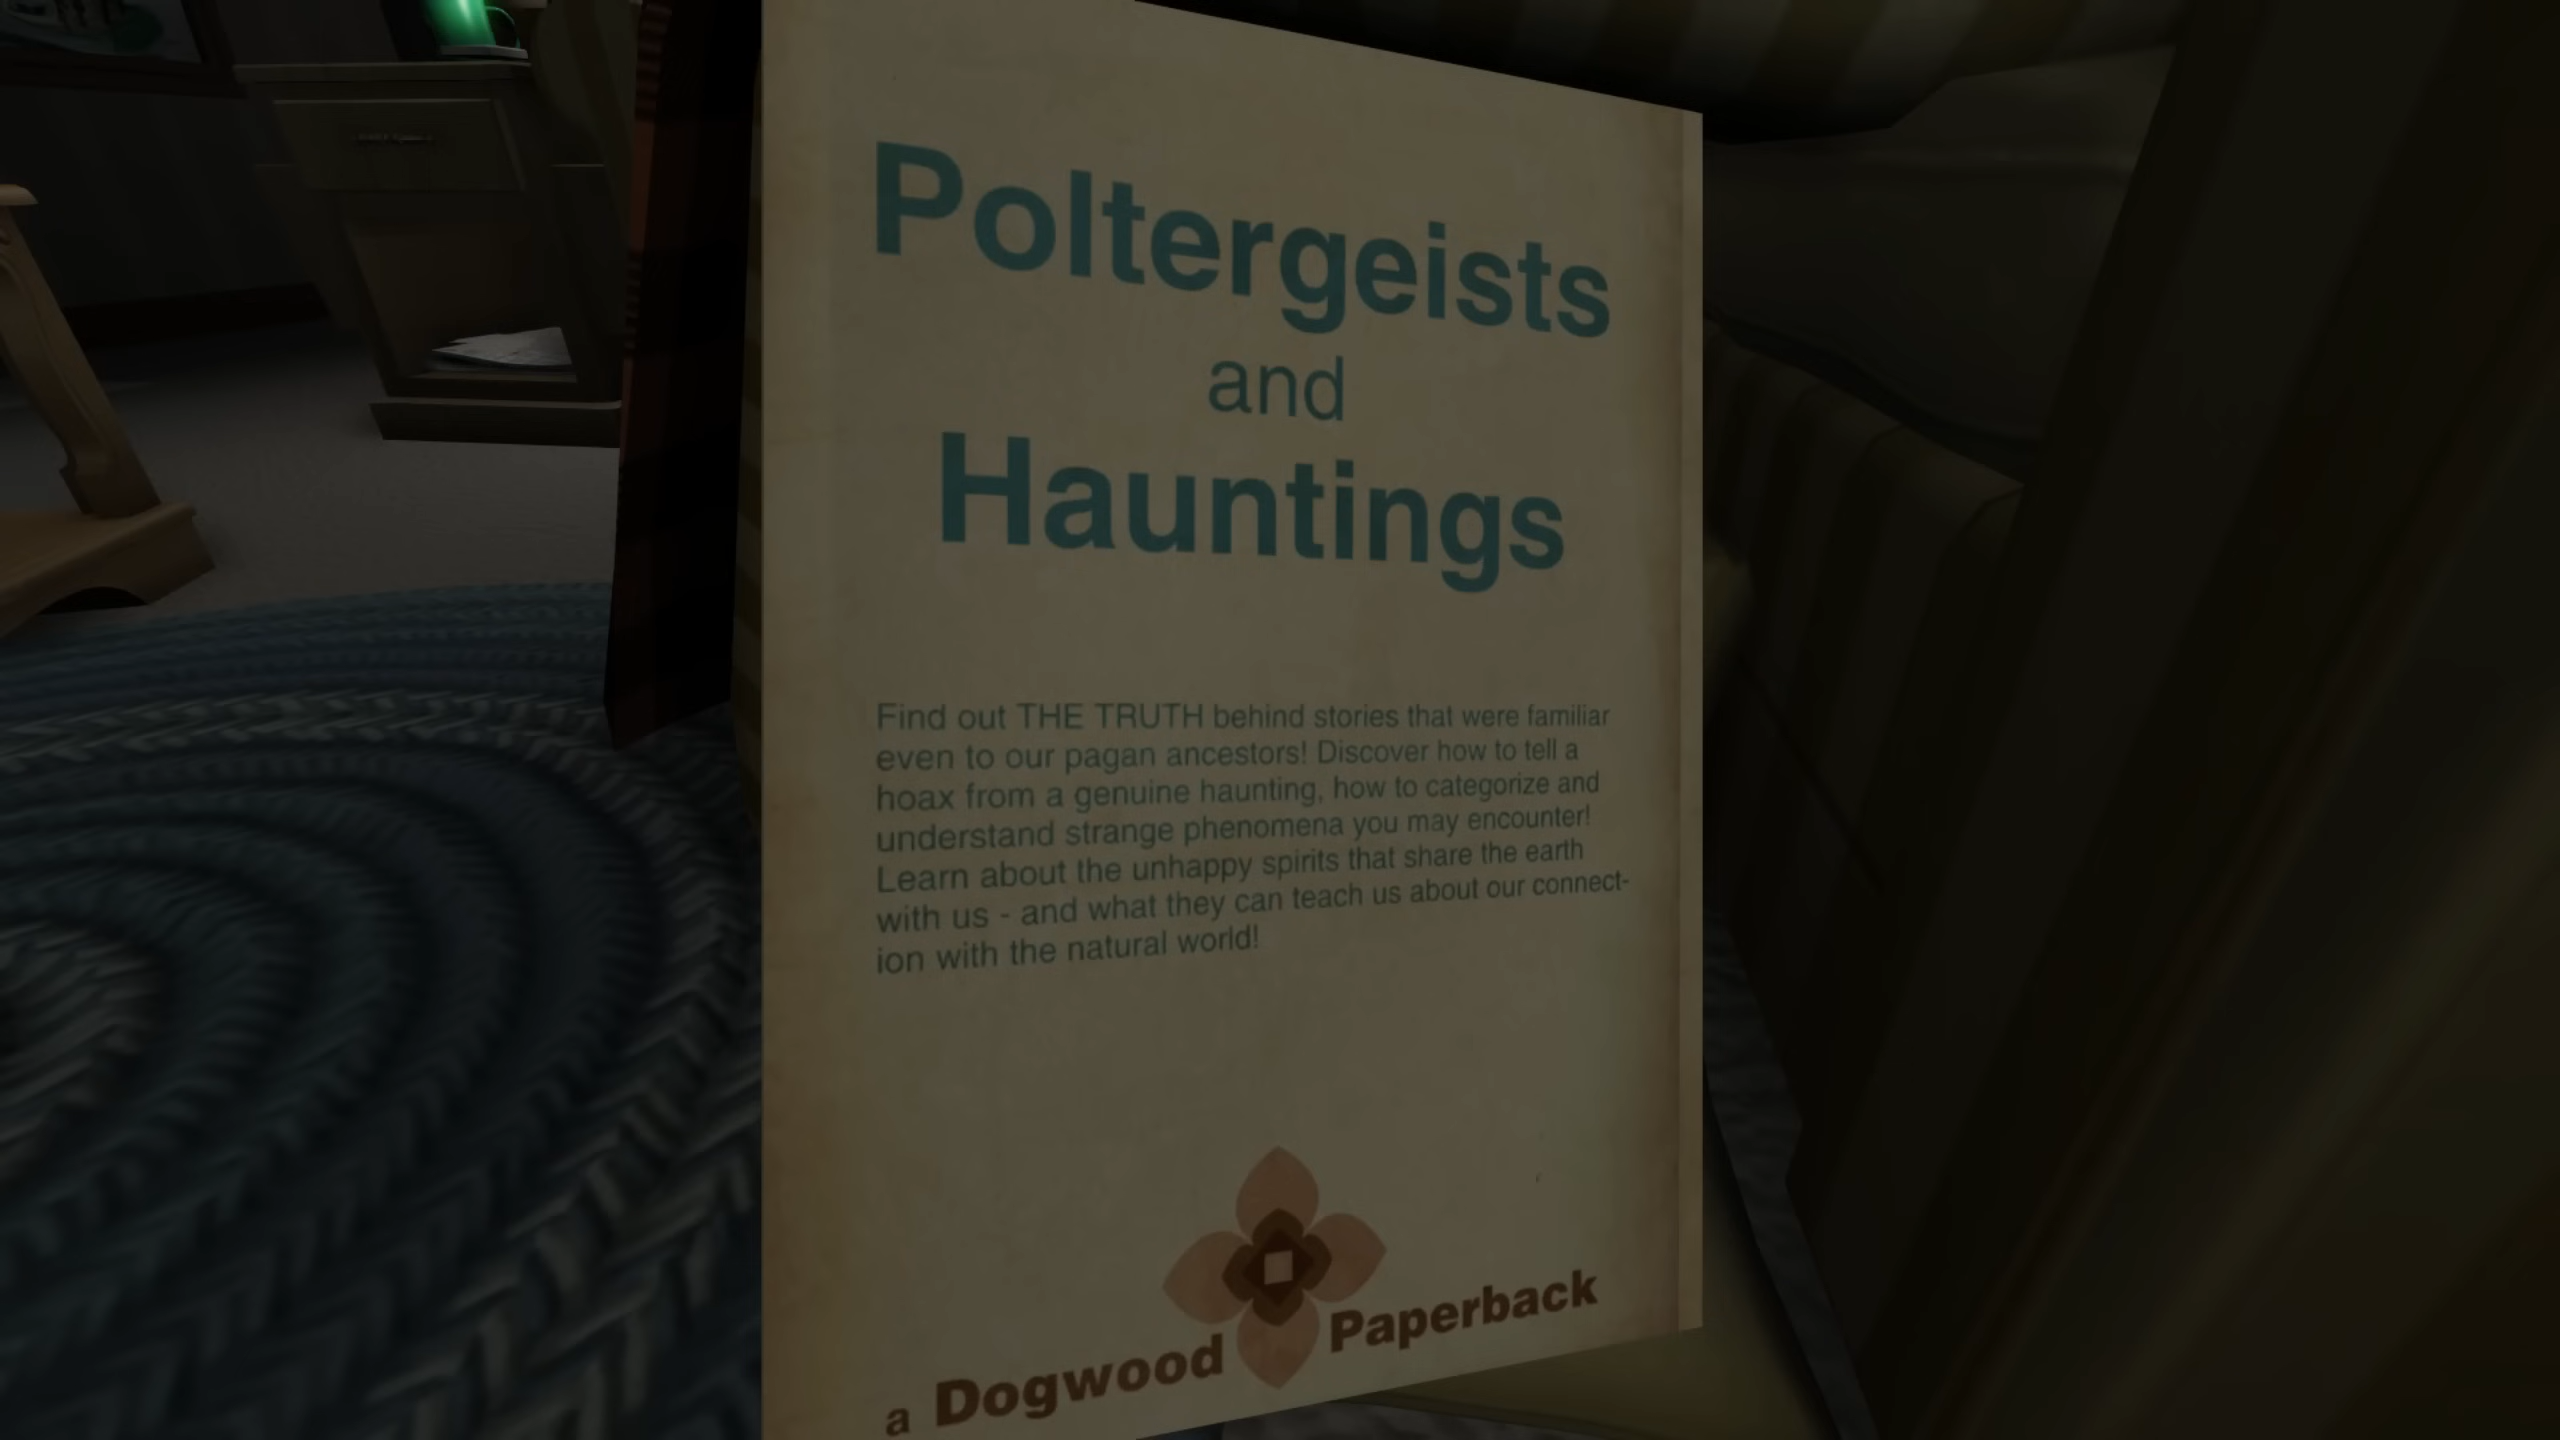 Poltergeists
and
Hauntings
Find out THE TRUTH behind stories that were familiar
even to our pagan ancestors! Discover how to tell a
hoax from a genuine haunting, how to categorize and
understand strange phenomena you may encounter!
Learn about the unhappy spirits that share the earth
with us - and what they can teach us about our connect-
ion with the natural world!
a Dogwood Paperback